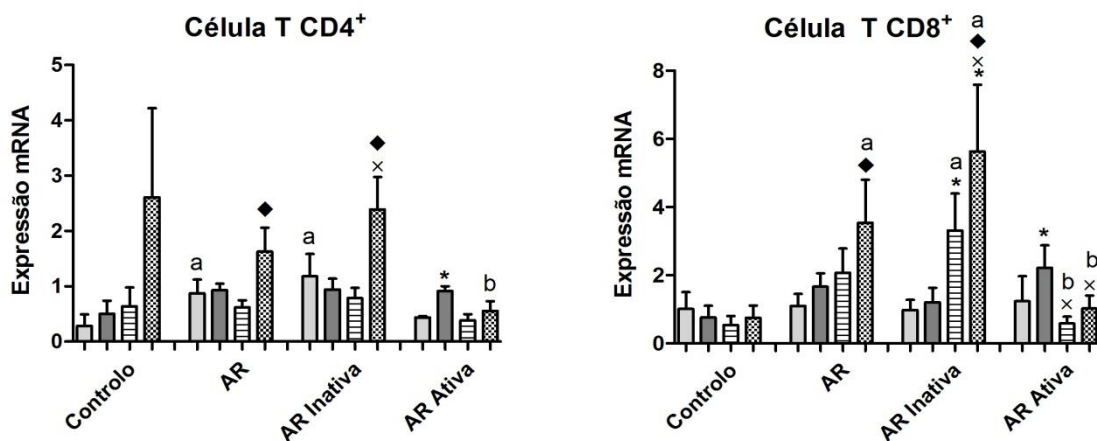 Célula T CD4+
Expressão mRNA
5
4
3
2
1
0
a
◆
a
◆
×
*
b
Controlo
AR
AR Inativa
AR Ativa
Célula T CD8+
Expressão mRNA
8
6
4
2
0
a
◆
a
*
a
◆
×
*
*
b
×
b
×
Controlo
AR
AR Inativa
AR Ativa